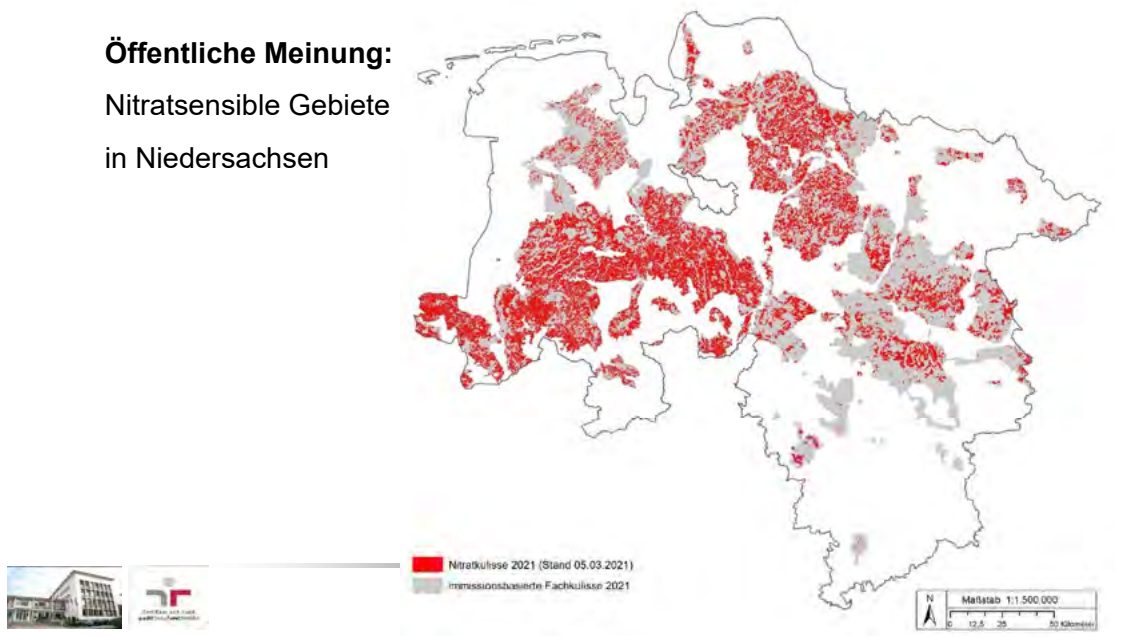 Öffentliche Meinung:
Nitratsensible Gebiete
in Niedersachsen
Nitratkulisse 2021 (Stand 05.03.2021)
Immissionsbasierte Fachkulisse 2021
N
Maßstab 1:1.500.000
0 12,5 25 50 Kilometer